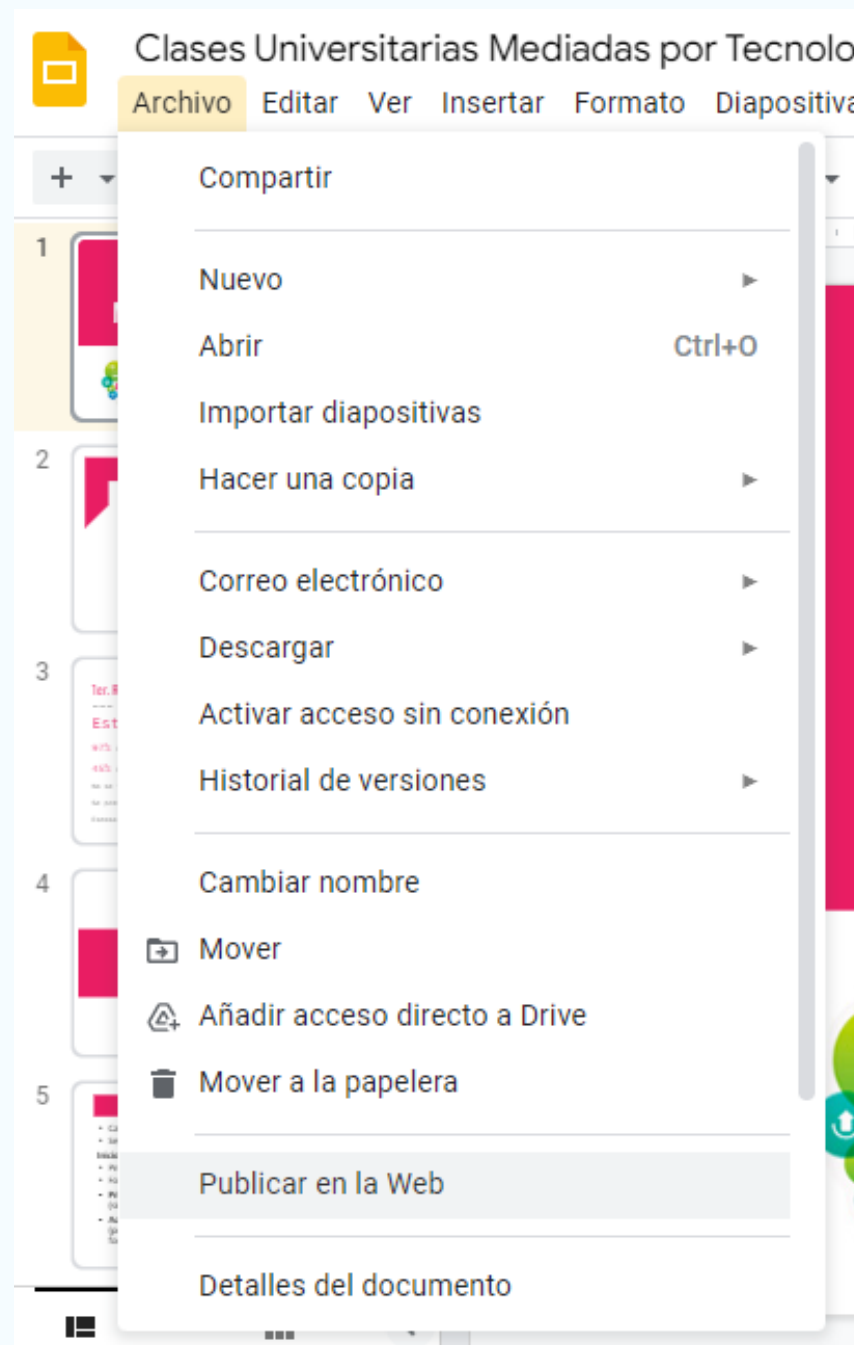 Clases Universitarias Mediadas por Tecnolo
Archivo Editar Ver Insertar Formato Diapositiva
Compartir
1
Nuevo
Abrir Ctrl+O
Importar diapositivas
2
Hacer una copia
Correo electrónico
Descargar
3
1er.
Est
Activar acceso sin conexión
Historial de versiones
4
Cambiar nombre
Mover
Añadir acceso directo a Drive
Mover a la papelera
5
Publicar en la Web
Detalles del documento